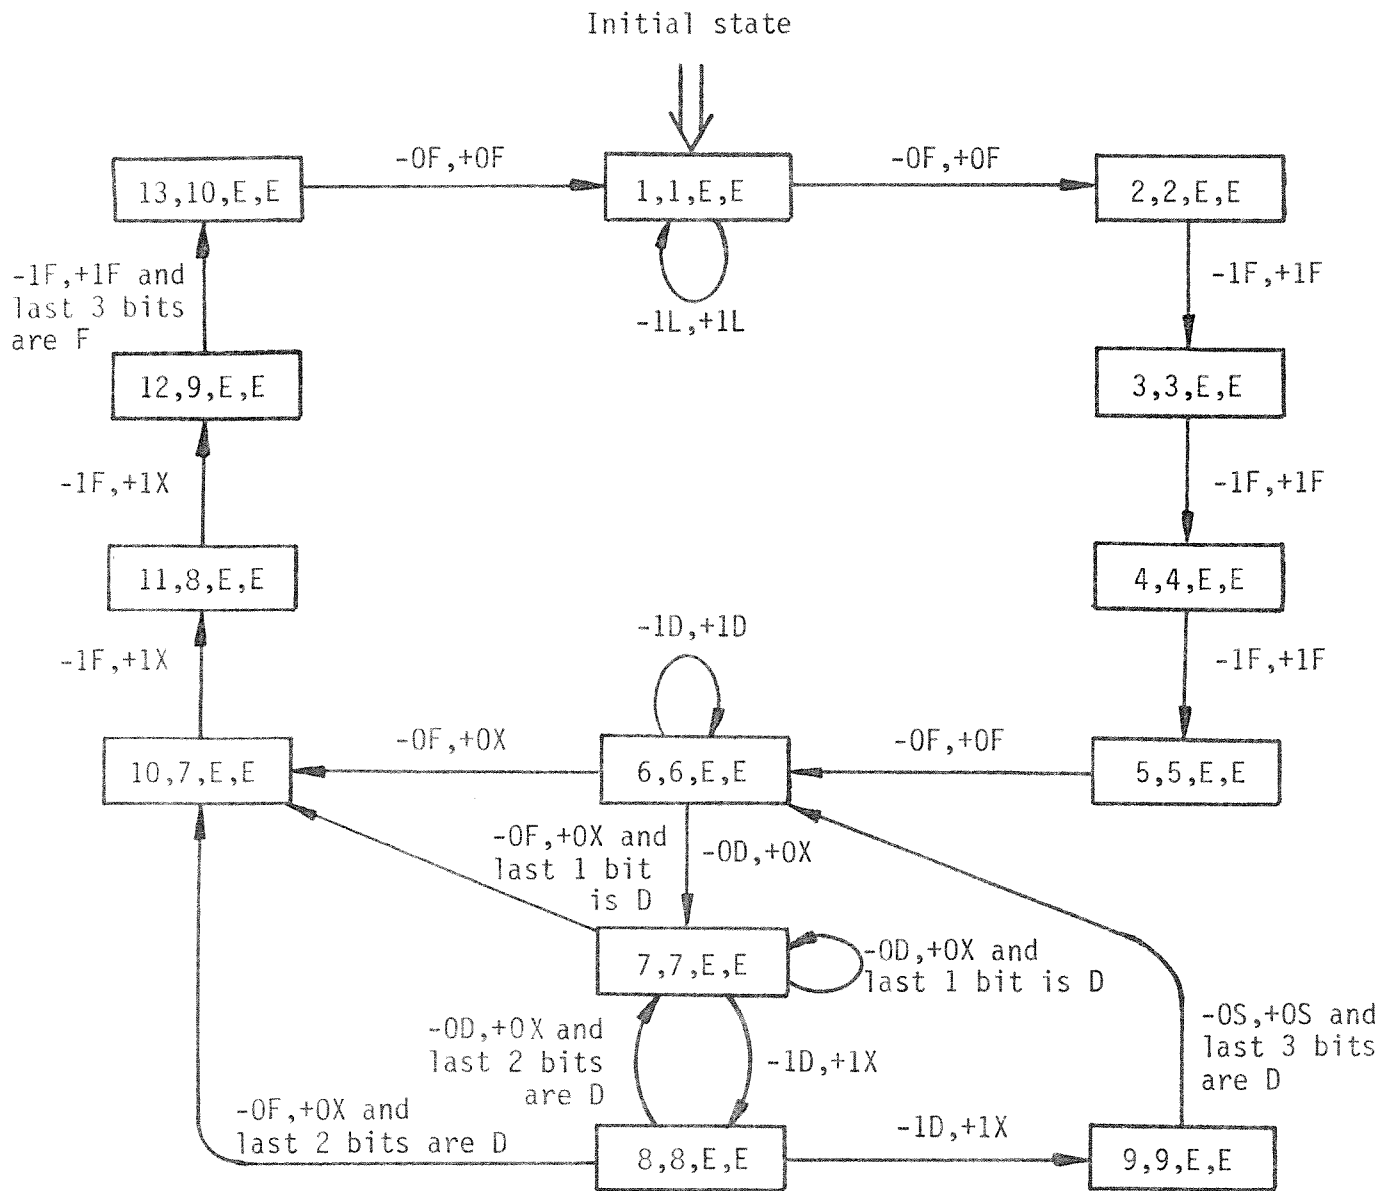 Initial state
-0F,+0F
-0F,+0F
13,10,E,E
1,1,E,E
2,2,E,E
-1F,+1F and
last 3 bits
are F
-1F,+1F
-1L,+1L
12,9,E,E
3,3,E,E
-1F,+1X
-1F,+1F
11,8,E,E
4,4,E,E
-1D,+1D
-1F,+1X
-1F,+1F
-0F,+0X
-0F,+0F
10,7,E,E
6,6,E,E
5,5,E,E
-0F,+0X and
last 1 bit
is D
-0D,+0X
7,7,E,E
-0D,+0X and
last 1 bit is D
-0D,+0X and
last 2 bits
are D
-1D,+1X
-0S,+0S and
last 3 bits
are D
-0F,+0X and
last 2 bits are D
-1D,+1X
8,8,E,E
9,9,E,E